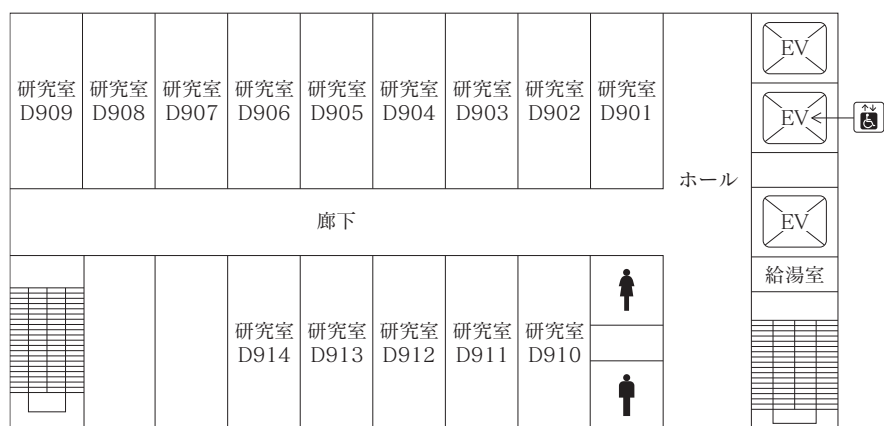 研究室
D909
研究室
D908
研究室
D907
研究室
D906
研究室
D905
研究室
D904
研究室
D903
研究室
D902
研究室
D901
EV
EV
ホール
廊下
EV
給湯室
研究室
D914
研究室
D913
研究室
D912
研究室
D911
研究室
D910